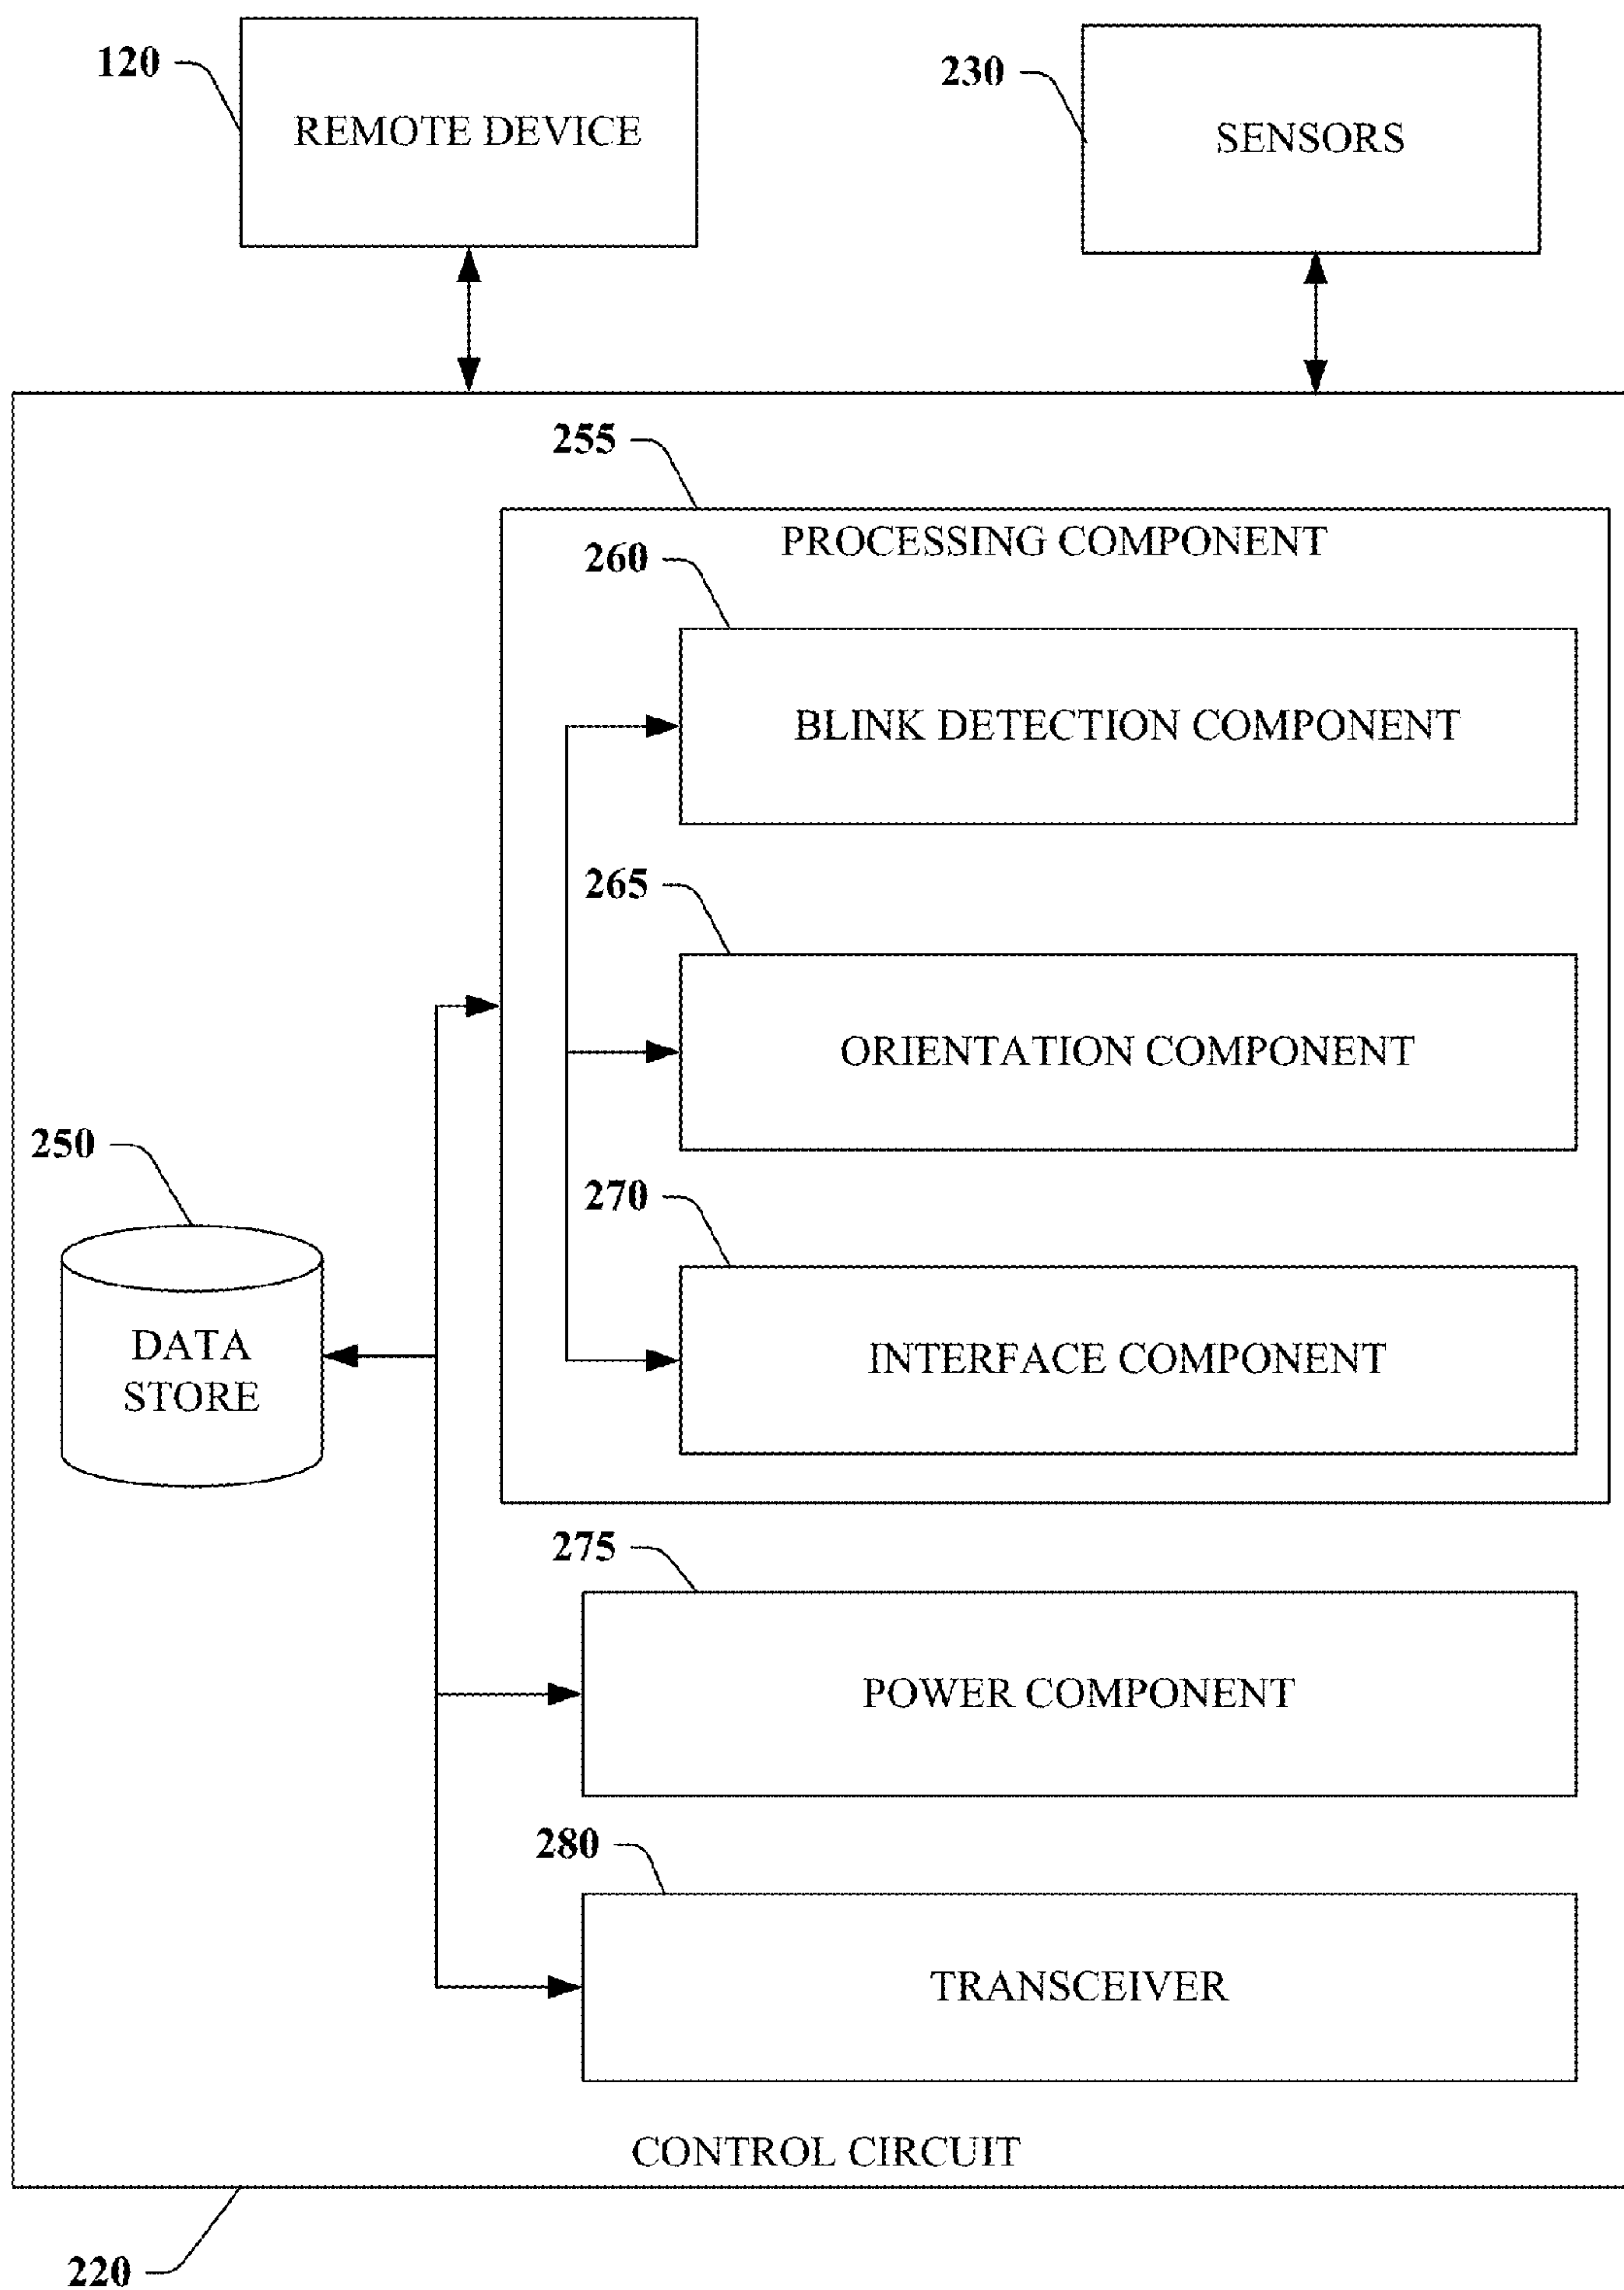 120
REMOTE DEVICE
230
SENSORS
255
PROCESSING COMPONENT
260
BLINK DETECTION COMPONENT
265
ORIENTATION COMPONENT
250
270
DATA
STORE
INTERFACE COMPONENT
275
POWER COMPONENT
280
TRANSCEIVER
CONTROL CIRCUIT
220